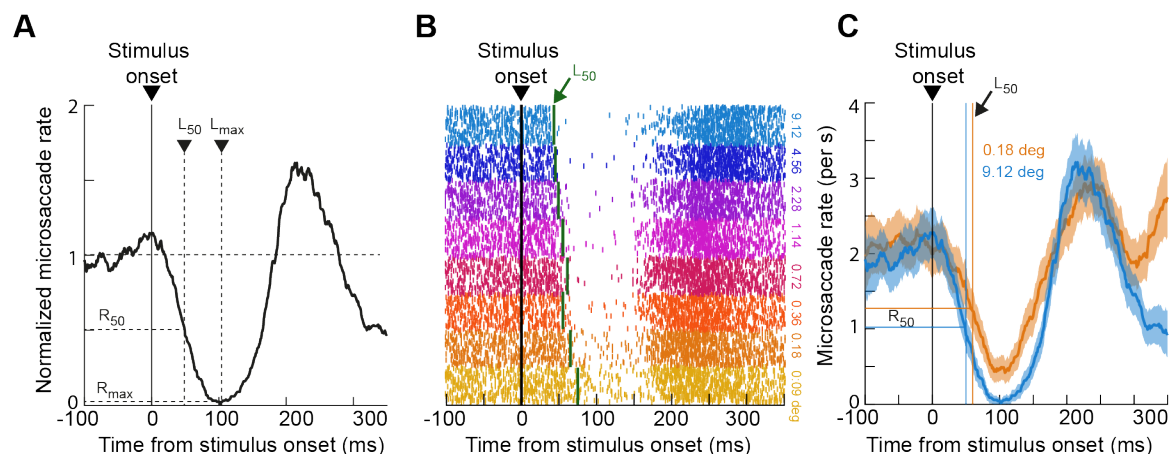 A
Stimulus
onset
L50
Lmax
2
1
0
R50
Rmax
Normalized microsaccade rate
-100
0
100
200
300
Time from stimulus onset (ms)
B
Stimulus
onset
L50
9.12
4.56
2.28
1.14
0.72
0.36
0.18
0.09 deg
-100
0
100
200
300
Time from stimulus onset (ms)
C
Stimulus
onset
L50
0.18 deg
9.12 deg
4
3
2
1
0
R50
Microsaccade rate (per s)
-100
0
100
200
300
Time from stimulus onset (ms)